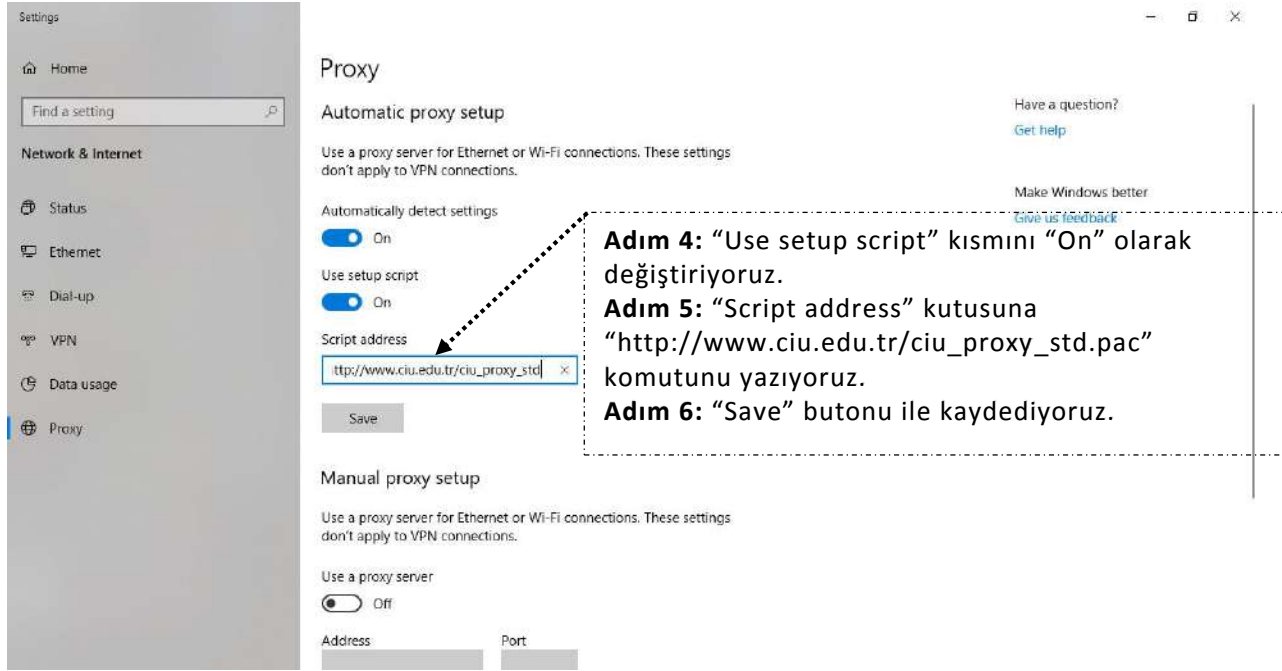 Settings
Home
Find a setting
Network & Internet
Status
Ethernet
Dial-up
VPN
Data usage
Proxy
Proxy
Automatic proxy setup
Use a proxy server for Ethernet or Wi-Fi connections. These settings
don't apply to VPN connections.
Automatically detect settings
On
Use setup script
On
Script address
ttp://www.ciu.edu.tr/ciu_proxy_std
Save
Manual proxy setup
Use a proxy server for Ethernet or Wi-Fi connections. These settings
don't apply to VPN connections.
Use a proxy server
Off
Address Port
Have a question?
Get help
Make Windows better
Give us feedback
Adım 4: “Use setup script” kısmını “On” olarak
değiştiriyoruz.
Adım 5: “Script address” kutusuna
“http://www.ciu.edu.tr/ciu_proxy_std.pac”
komutunu yazıyoruz.
Adım 6: “Save” butonu ile kaydediyoruz.